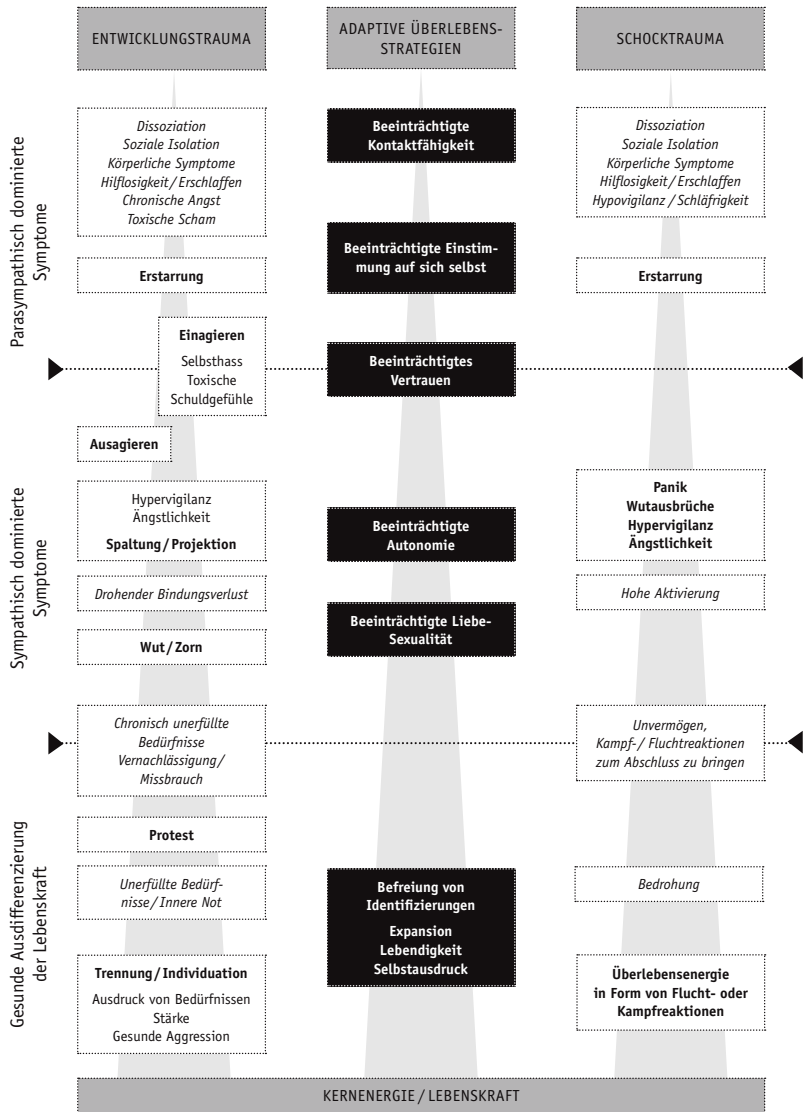 ENTWICKLUNGSTRAUMA
ADAPTIVE ÜBERLEBENS-
STRATEGIEN
SCHOCKTRAUMA
Parasympathisch dominierte
Symptome
Dissoziation
Soziale Isolation
Körperliche Symptome
Hilflosigkeit / Erschlaffen
Chronische Angst
Toxische Scham
Beeinträchtigte
Kontaktfähigkeit
Dissoziation
Soziale Isolation
Körperliche Symptome
Hilflosigkeit / Erschlaffen
Hypovigilanz / Schläfrigkeit
Erstarrung
Beeinträchtigte Einstim-
mung auf sich selbst
Erstarrung
Einagieren
Selbsthass
Toxische
Schuldgefühle
Beeinträchtigtes
Vertrauen
Ausagieren
Sympathisch dominierte
Symptome
Hypervigilanz
Ängstlichkeit
Spaltung / Projektion
Beeinträchtigte
Autonomie
Panik
Wutausbrüche
Hypervigilanz
Ängstlichkeit
Drohender Bindungsverlust
Hohe Aktivierung
Beeinträchtigte Liebe-
Sexualität
Wut / Zorn
Chronisch unerfüllte
Bedürfnisse
Vernachlässigung /
Missbrauch
Unvermögen,
Kampf- / Fluchtreaktionen
zum Abschluss zu bringen
Gesunde Ausdifferenzierung
der Lebenskraft
Protest
Unerfüllte Bedürf-
nisse / Innere Not
Befreiung von
Identifizierungen
Expansion
Lebendigkeit
Selbstausdruck
Bedrohung
Trennung / Individuation
Ausdruck von Bedürfnissen
Stärke
Gesunde Aggression
Überlebensenergie
in Form von Flucht- oder
Kampfreaktionen
KERNENERGIE / LEBENSKRAFT